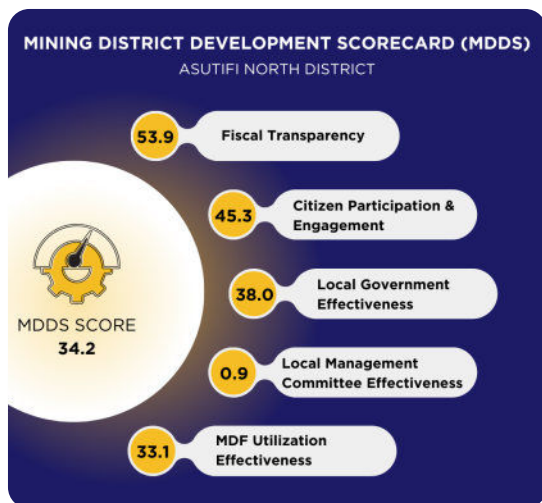 MINING DISTRICT DEVELOPMENT SCORECARD (MDDS)
ASUTIFI NORTH DISTRICT
53.9
Fiscal Transparency
45.3
Citizen Participation &
Engagement
MDDS SCORE
34.2
38.0
Local Government
Effectiveness
0.9
Local Management
Committee Effectiveness
33.1
MDF Utilization
Effectiveness